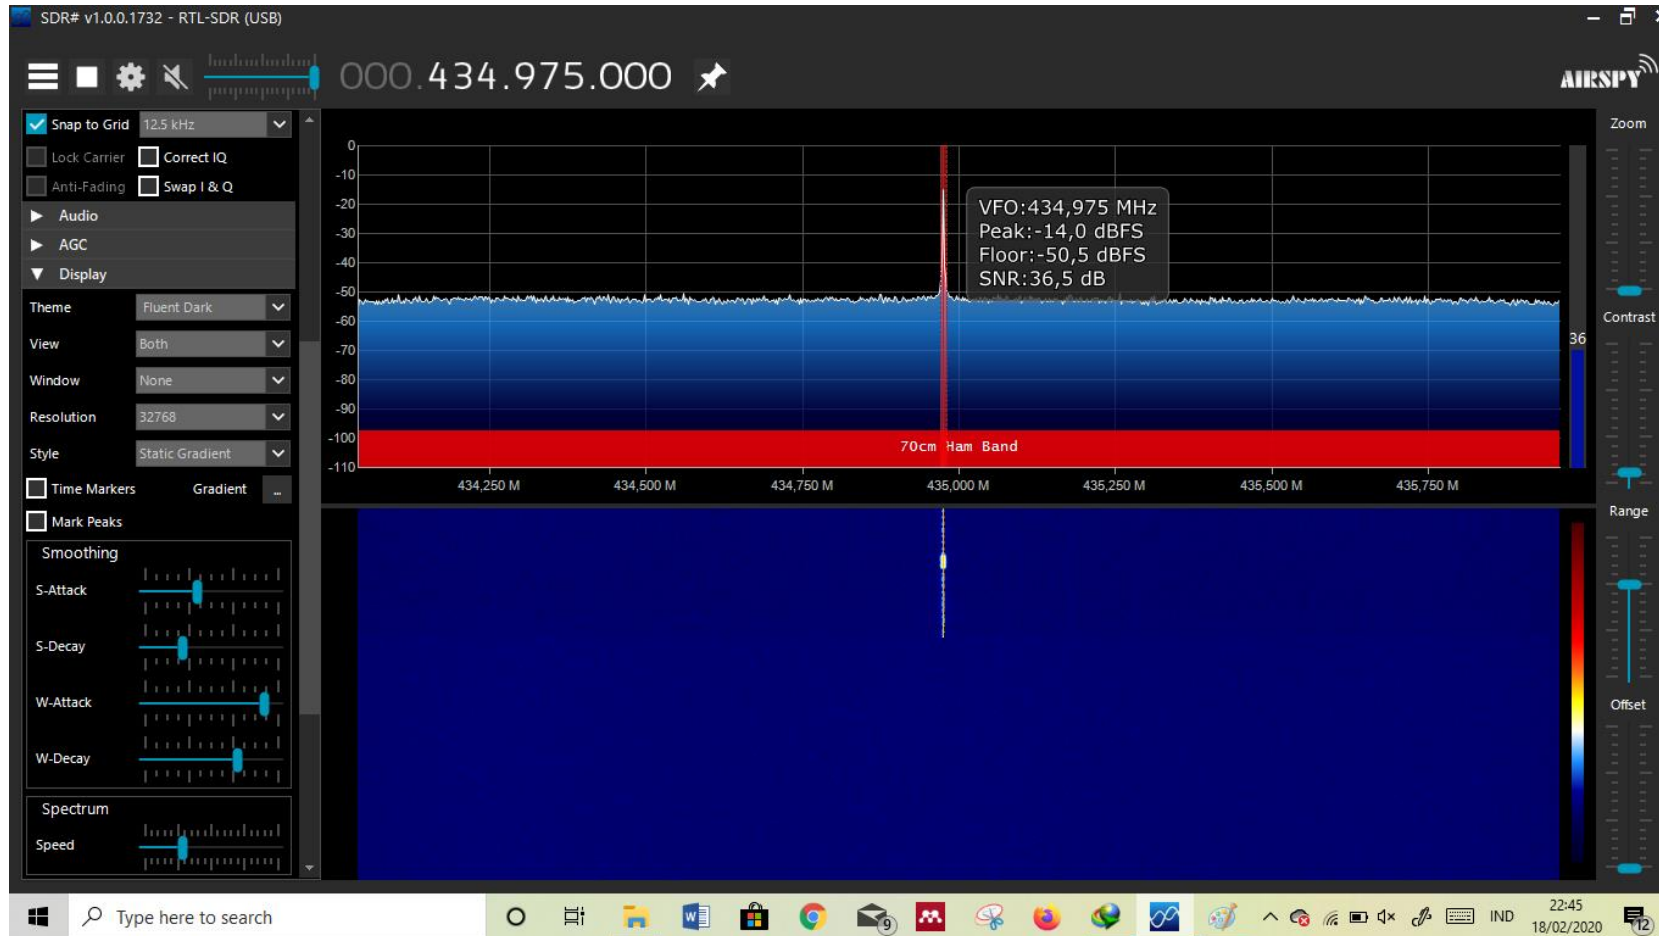 SDR# v1.0.0.1732 - RTL-SDR (USB)
000.434.975.000
AIRSPY
Snap to Grid 12.5 kHz
Lock Carrier Correct IQ
Anti-Fading Swap I & Q
Audio
AGC
Display
Theme Fluent Dark
View Both
Window None
Resolution 32768
Style Static Gradient
Time Markers Gradient ...
Mark Peaks
Smoothing
S-Attack
S-Decay
W-Attack
W-Decay
Spectrum
Speed
0
-10
-20
-30
-40
-50
-60
-70
-80
-90
-100
-110
VFO:434,975 MHz
Peak:-14,0 dBFS
Floor:-50,5 dBFS
SNR:36,5 dB
70cm Ham Band
434,250 M 434,500 M 434,750 M 435,000 M 435,250 M 435,500 M 435,750 M
36
Zoom
Contrast
Range
Offset
Type here to search
9
IND
22:45
18/02/2020
12